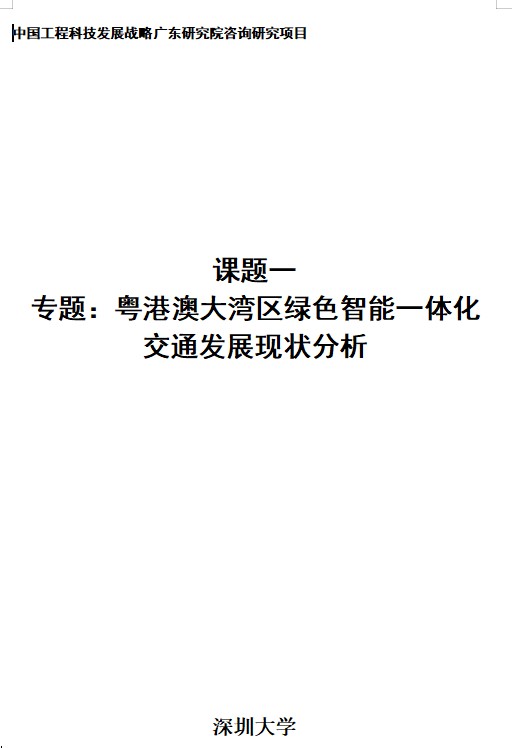 中国工程科技发展战略广东研究院咨询研究项目
课题一
专题：粤港澳大湾区绿色智能一体化
交通发展现状分析
深圳大学